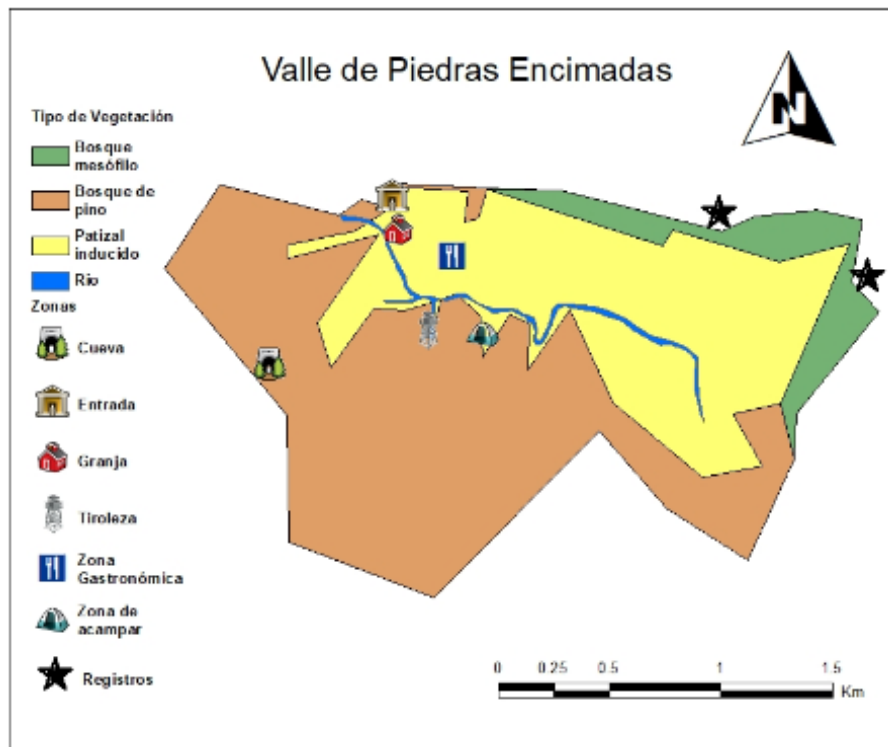 Valle de Piedras Encimadas
N
Tipo de Vegetación
Bosque
mesófilo
Bosque de
pino
Patizal
inducido
Río
Zonas
Cueva
Entrada
Granja
Tiroleza
Zona
Gastronómica
Zona de
acampar
Registros
0 0.25 0.5 1 1.5
Km